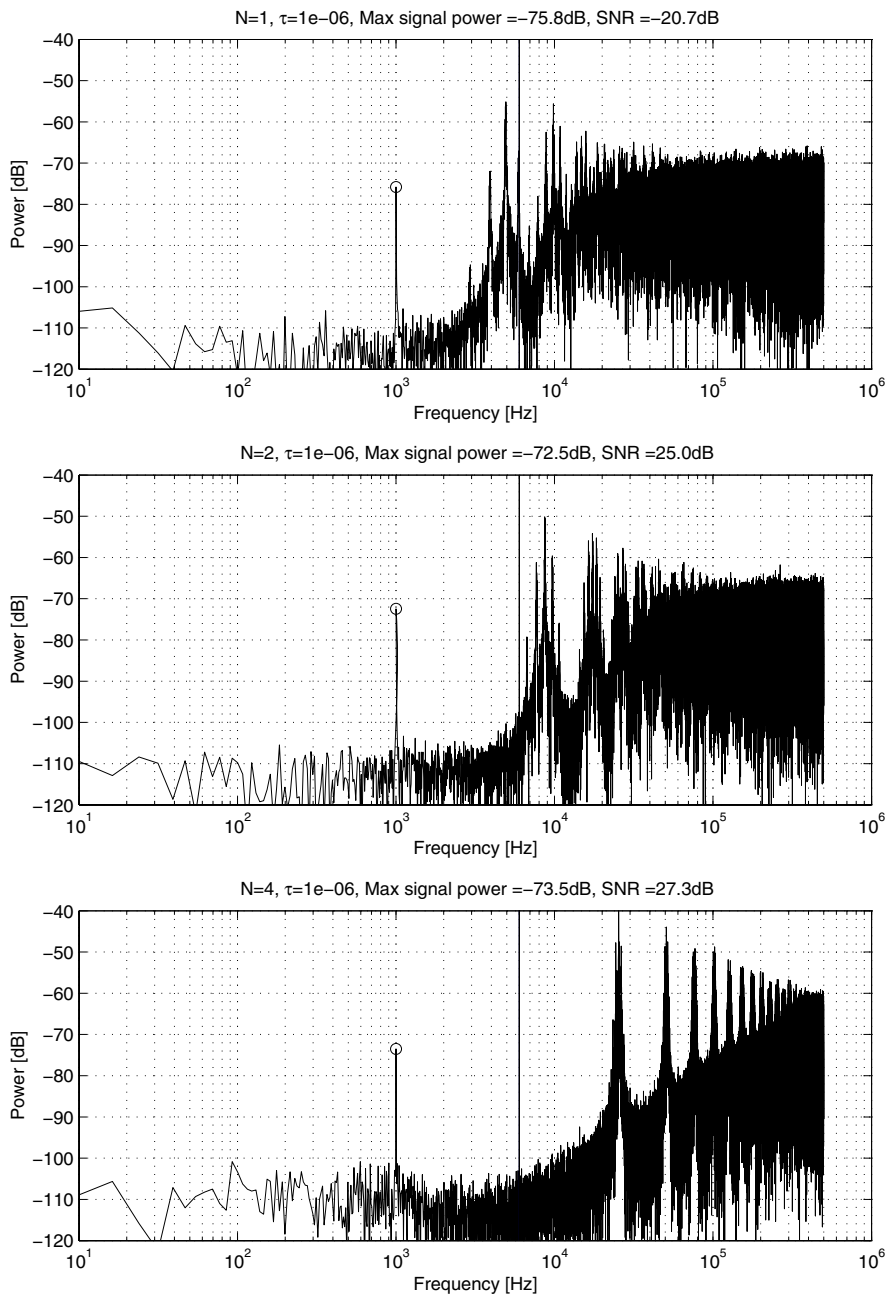 N=1, τ=1e−06, Max signal power =−75.8dB, SNR =−20.7dB
−40
−50
−60
−70
−80
−90
−100
−110
−120
Power [dB]
10^1 10^2 10^3 10^4 10^5 10^6
Frequency [Hz]
N=2, τ=1e−06, Max signal power =−72.5dB, SNR =25.0dB
−40
−50
−60
−70
−80
−90
−100
−110
−120
Power [dB]
10^1 10^2 10^3 10^4 10^5 10^6
Frequency [Hz]
N=4, τ=1e−06, Max signal power =−73.5dB, SNR =27.3dB
−40
−50
−60
−70
−80
−90
−100
−110
−120
Power [dB]
10^1 10^2 10^3 10^4 10^5 10^6
Frequency [Hz]